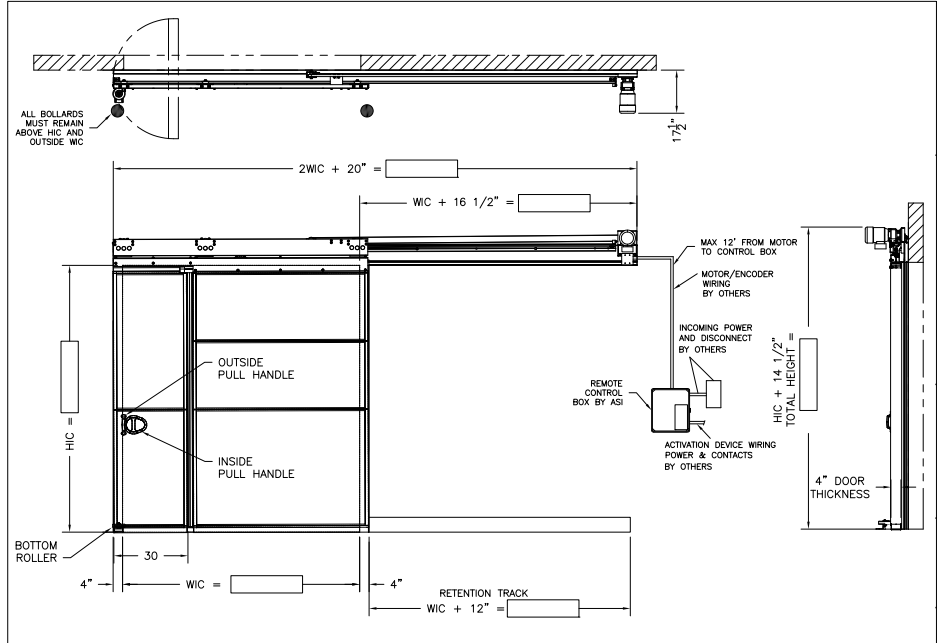 ALL BOLLARDS
MUST REMAIN
ABOVE HIC AND
OUTSIDE WIC
17 1/2"
2WIC + 20" =
WIC + 16 1/2" =
MAX 12' FROM MOTOR
TO CONTROL BOX
MOTOR/ENCODER
WIRING
BY OTHERS
INCOMING POWER
AND DISCONNECT
BY OTHERS
OUTSIDE
PULL HANDLE
REMOTE
CONTROL
BOX BY ASI
HIC =
HIC + 14 1/2"
TOTAL HEIGHT =
INSIDE
PULL HANDLE
ACTIVATION DEVICE WIRING
POWER & CONTACTS
BY OTHERS
4" DOOR
THICKNESS
BOTTOM
ROLLER
30
4"
WIC =
4"
RETENTION TRACK
WIC + 12" =